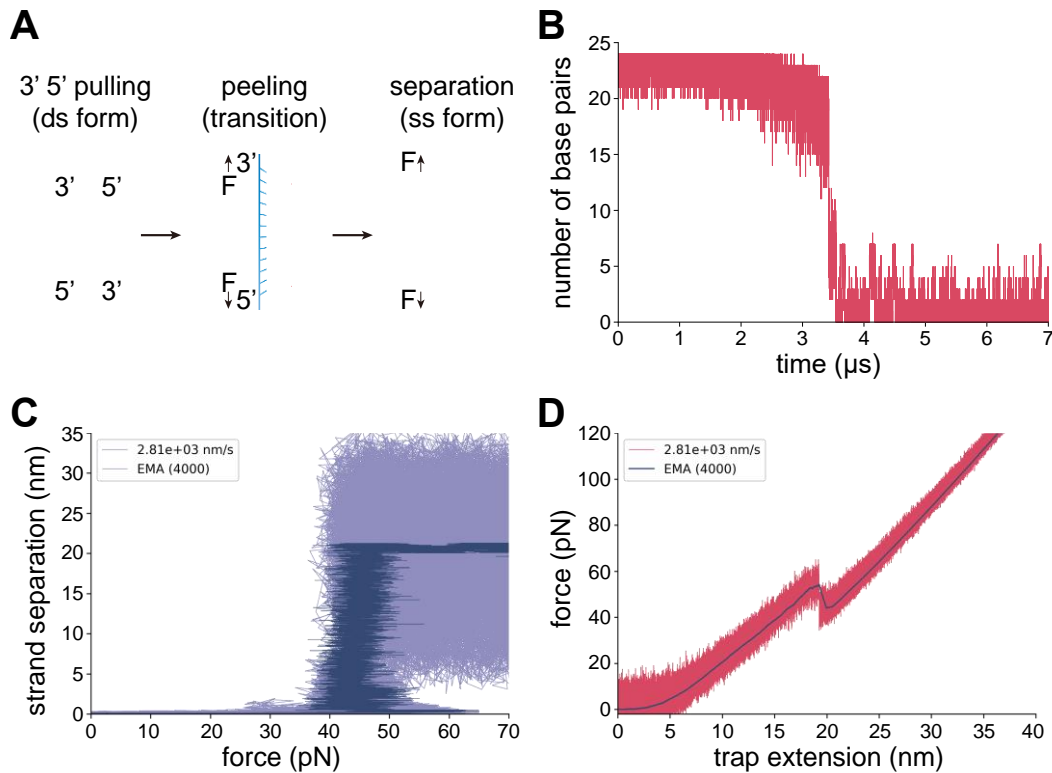 A
3’ 5’ pulling
(ds form)
peeling
(transition)
separation
(ss form)
3’ 5’
5’ 3’
3’
F
F
5’
F
F
B
number of base pairs
25
20
15
10
5
0
0 1 2 3 4 5 6 7
time (µs)
C
strand separation (nm)
35
30
25
20
15
10
5
0
2.81e+03 nm/s
EMA (4000)
0 10 20 30 40 50 60 70
force (pN)
D
force (pN)
120
100
80
60
40
20
0
2.81e+03 nm/s
EMA (4000)
0 5 10 15 20 25 30 35 40
trap extension (nm)